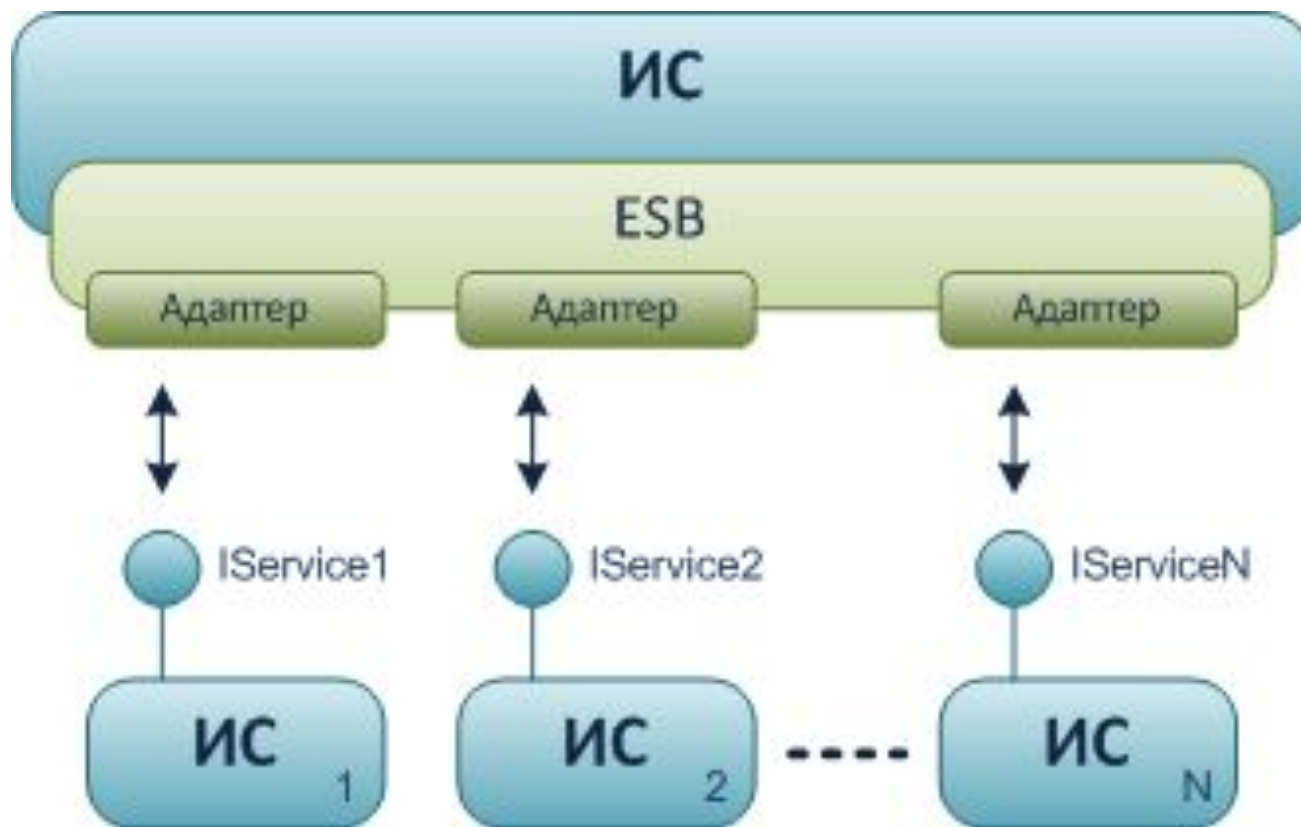 ИС
ESB
Адаптер Адаптер Адаптер
IService1 IService2 IServiceN
ИС 1 ИС 2 ИС N